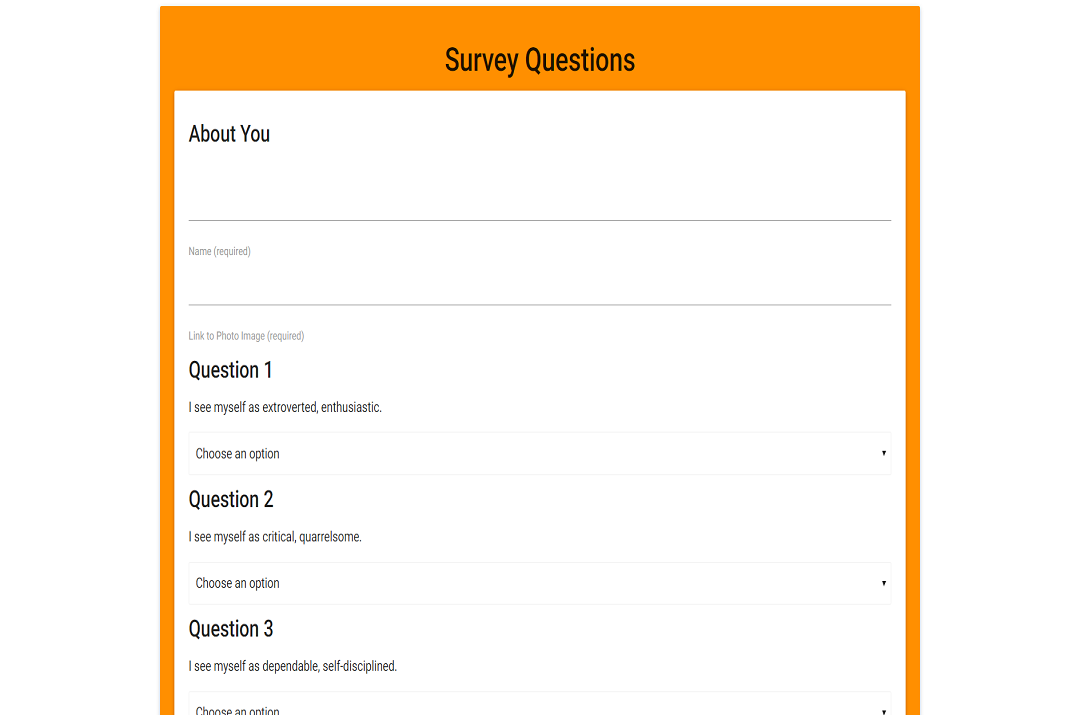 Survey Questions
About You
Name (required)
Link to Photo Image (required)
Question 1
I see myself as extroverted, enthusiastic.
Choose an option
Question 2
I see myself as critical, quarrelsome.
Choose an option
Question 3
I see myself as dependable, self-disciplined.
Choose an option